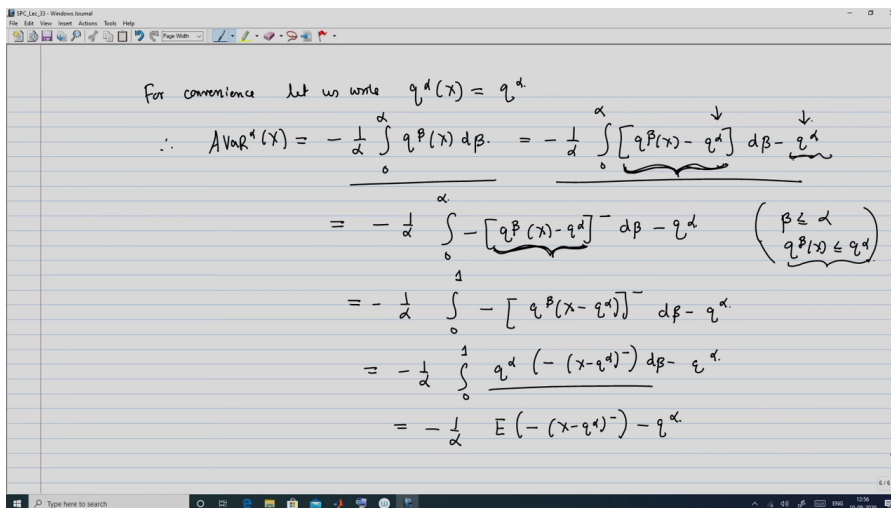 SPC_Lec_33 - Windows Journal
File Edit View Insert Actions Tools Help
Page Width
For convenience let us write q^α(X) = q^α.
∴ AVaR^α(X) = - 1/α ∫_0^α q^β(X) dβ. = - 1/α ∫_0^α [q^β(X) - q^α] dβ - q^α
= - 1/α ∫_0^α - [q^β(X) - q^α]^- dβ - q^α (β ≤ α
q^β(X) ≤ q^α)
= - 1/α ∫_0^1 - [q^β(X - q^α)]^- dβ - q^α.
= - 1/α ∫_0^1 q^α (-(X - q^α)^-) dβ - q^α.
= - 1/α E(-(X - q^α)^-) - q^α.
6/6
Type here to search
ENG
12:56